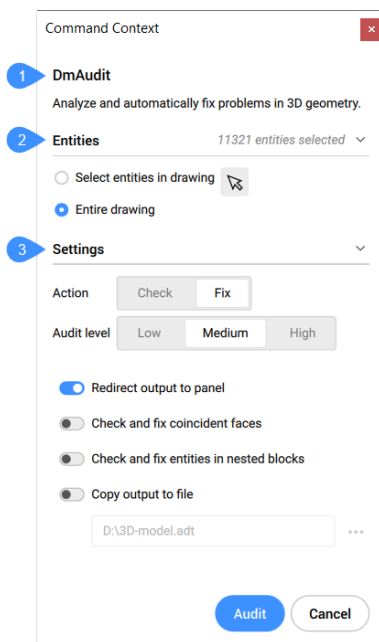 Command Context
1 DmAudit
Analyze and automatically fix problems in 3D geometry.
2 Entities 11321 entities selected
Select entities in drawing
Entire drawing
3 Settings
Action Check Fix
Audit level Low Medium High
Redirect output to panel
Check and fix coincident faces
Check and fix entities in nested blocks
Copy output to file
D:\3D-model.adt
Audit Cancel